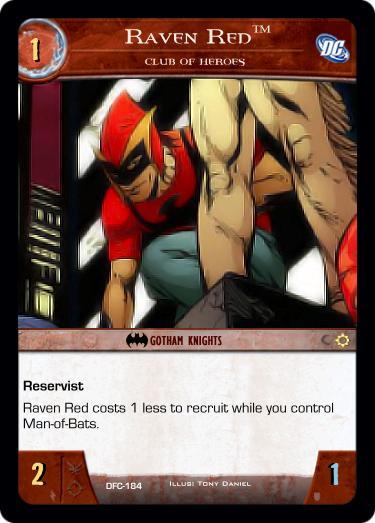 1
RAVEN RED™
DC
CLUB OF HEROES
GOTHAM KNIGHTS
Reservist
Raven Red costs 1 less to recruit while you control
Man-of-Bats.
2
DFC-184
ILLUS: TONY DANIEL
1